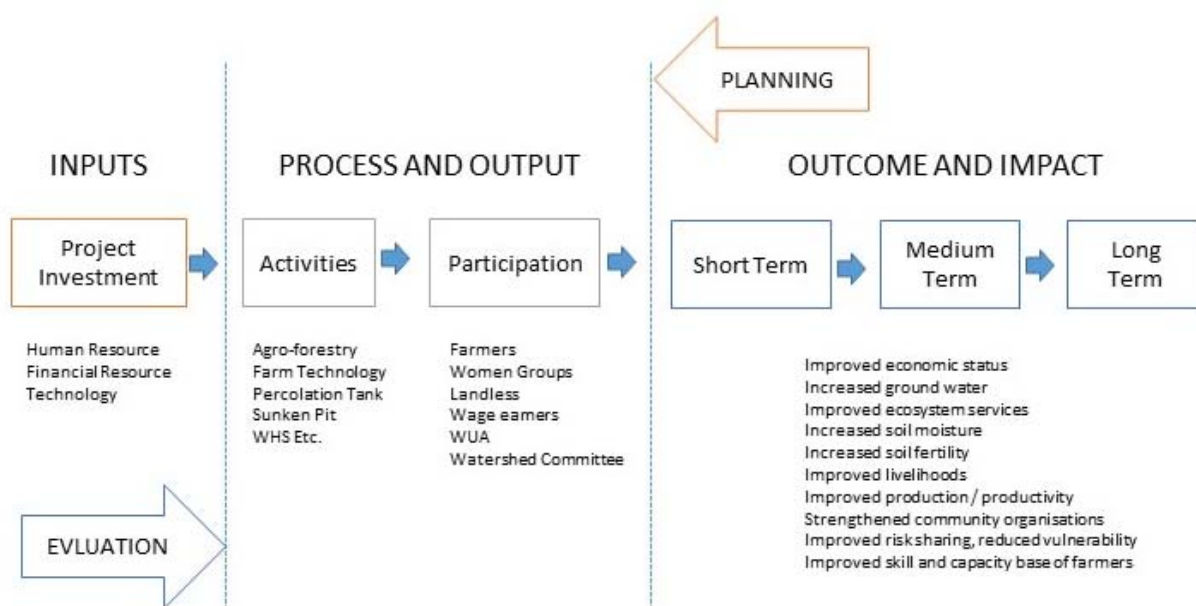 PLANNING
INPUTS
PROCESS AND OUTPUT
OUTCOME AND IMPACT
Project
Investment
Activities
Participation
Short Term
Medium
Term
Long
Term
Human Resource
Financial Resource
Technology
Agro-forestry
Farm Technology
Percolation Tank
Sunken Pit
WHS Etc.
Farmers
Women Groups
Landless
Wage eamers
WUA
Watershed Committee
Improved economic status
Increased ground water
Improved ecosystem services
Increased soil moisture
Increased soil fertility
Improved livelihoods
Improved production / productivity
Strengthened community organisations
Improved risk sharing, reduced vulnerability
Improved skill and capacity base of farmers
EVLUATION